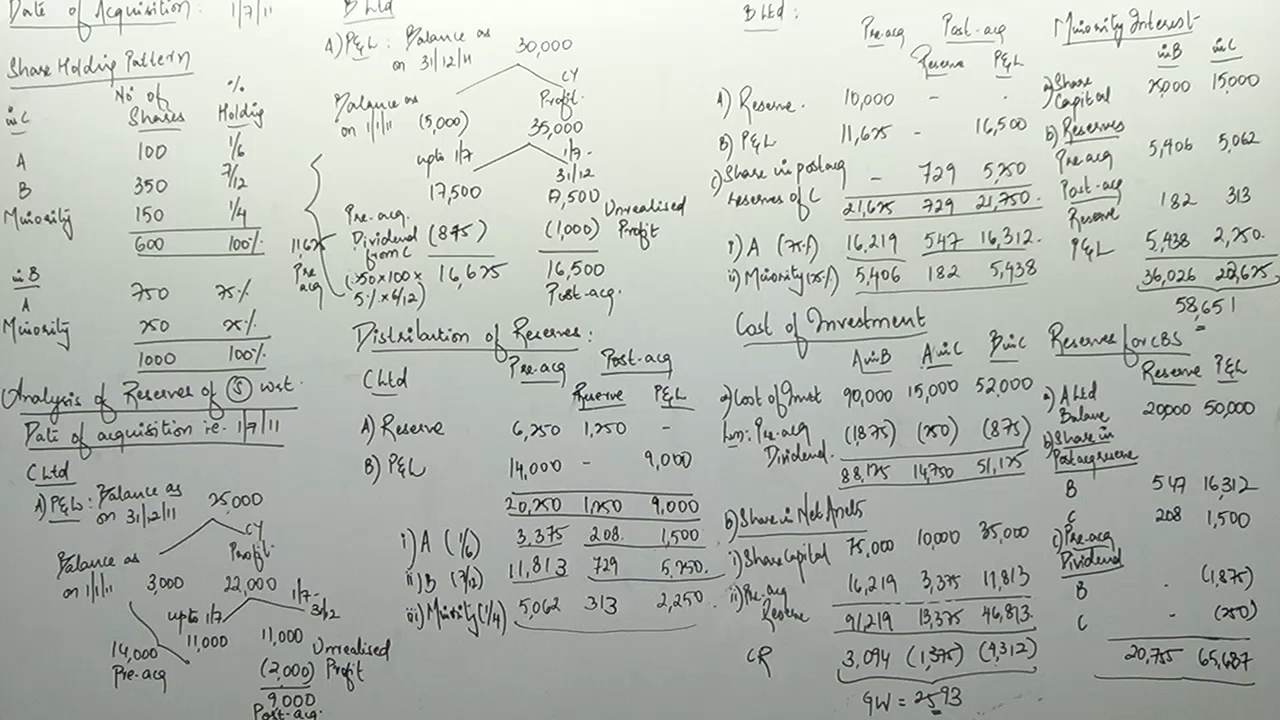 Date of Acquisition: 1/7/11
Share Holding Pattern
No of Shares % Holding
in C
A 100 1/6
B 350 7/12
Minority 150 1/4
600 100%
in B
A 750 75%
Minority 250 25%
1000 100%
Analysis of Reserves of S wrt.
Date of acquisition ie. 1/7/11
C Ltd
A) P&L: Balance as on 31/12/11 25,000
Balance as on 1/1/11 3,000
CY Profit. 22,000
upto 1/7 11,000
1/7 - 31/12 11,000
14,000 Pre-acq
(2,000) Unrealised Profit
9,000
Post-acq.
B Ltd
A) P&L: Balance as on 31/12/11 30,000
Balance as on 1/1/11 (5,000)
CY Profit. 35,000
upto 1/7 17,500
1/7 - 31/12 17,500
Pre-acq. Dividend from C (875) (1,000) Unrealised Profit
(350×100× 5%×6/12) 16,625 16,500
Post-acq.
11,625 Pre acq
Distribution of Reserves:
C Ltd Pre-acq Post-acq
Reserve P&L
A) Reserve 6,250 1,250 -
B) P&L 14,000 - 9,000
20,250 1,250 9,000
i) A (1/6) 3,375 208. 1,500
ii) B (7/12) 11,813 729 5,250.
iii) Minority (1/4) 5,062 313 2,250
B Ltd: Pre-acq Post-acq
Reserve P&L
A) Reserve. 10,000 - .
B) P&L 11,625 - 16,500
c) Share in post acq reserves of C - 729 5,250
21,625 729 21,750.
i) A (75%) 16,219 547 16,312.
ii) Minority (25%) 5,406 182 5,438
Cost of Investment
A in B A in C B in C
a) Cost of Invst 90,000 15,000 52,000
Less: Pre-acq Dividend. (1,875) (250) (875)
88,125 14,750 51,125
b) Share in Net Assets
i) Share Capital 75,000 10,000 35,000
ii) Pre-acq Reserve 16,219 3,375 11,813
91,219 13,375 46,813
CR 3,094 (1,375) (4,312)
GW = 2593
Minority Interest
in B in C
a) Share Capital 25,000 15,000
b) Reserves
Pre-acq 5,406 5,062
Post-acq
Reserve 182 313
P&L 5,438 2,250.
36,026 22,625
58,651
Reserves for CBS
Reserve P&L
a) A Ltd Balance 20,000 50,000
b) Share in Post acq reserve
B 547 16,312
C 208 1,500
c) Pre-acq Dividend
B - (1,875)
C - (250)
20,755 65,687